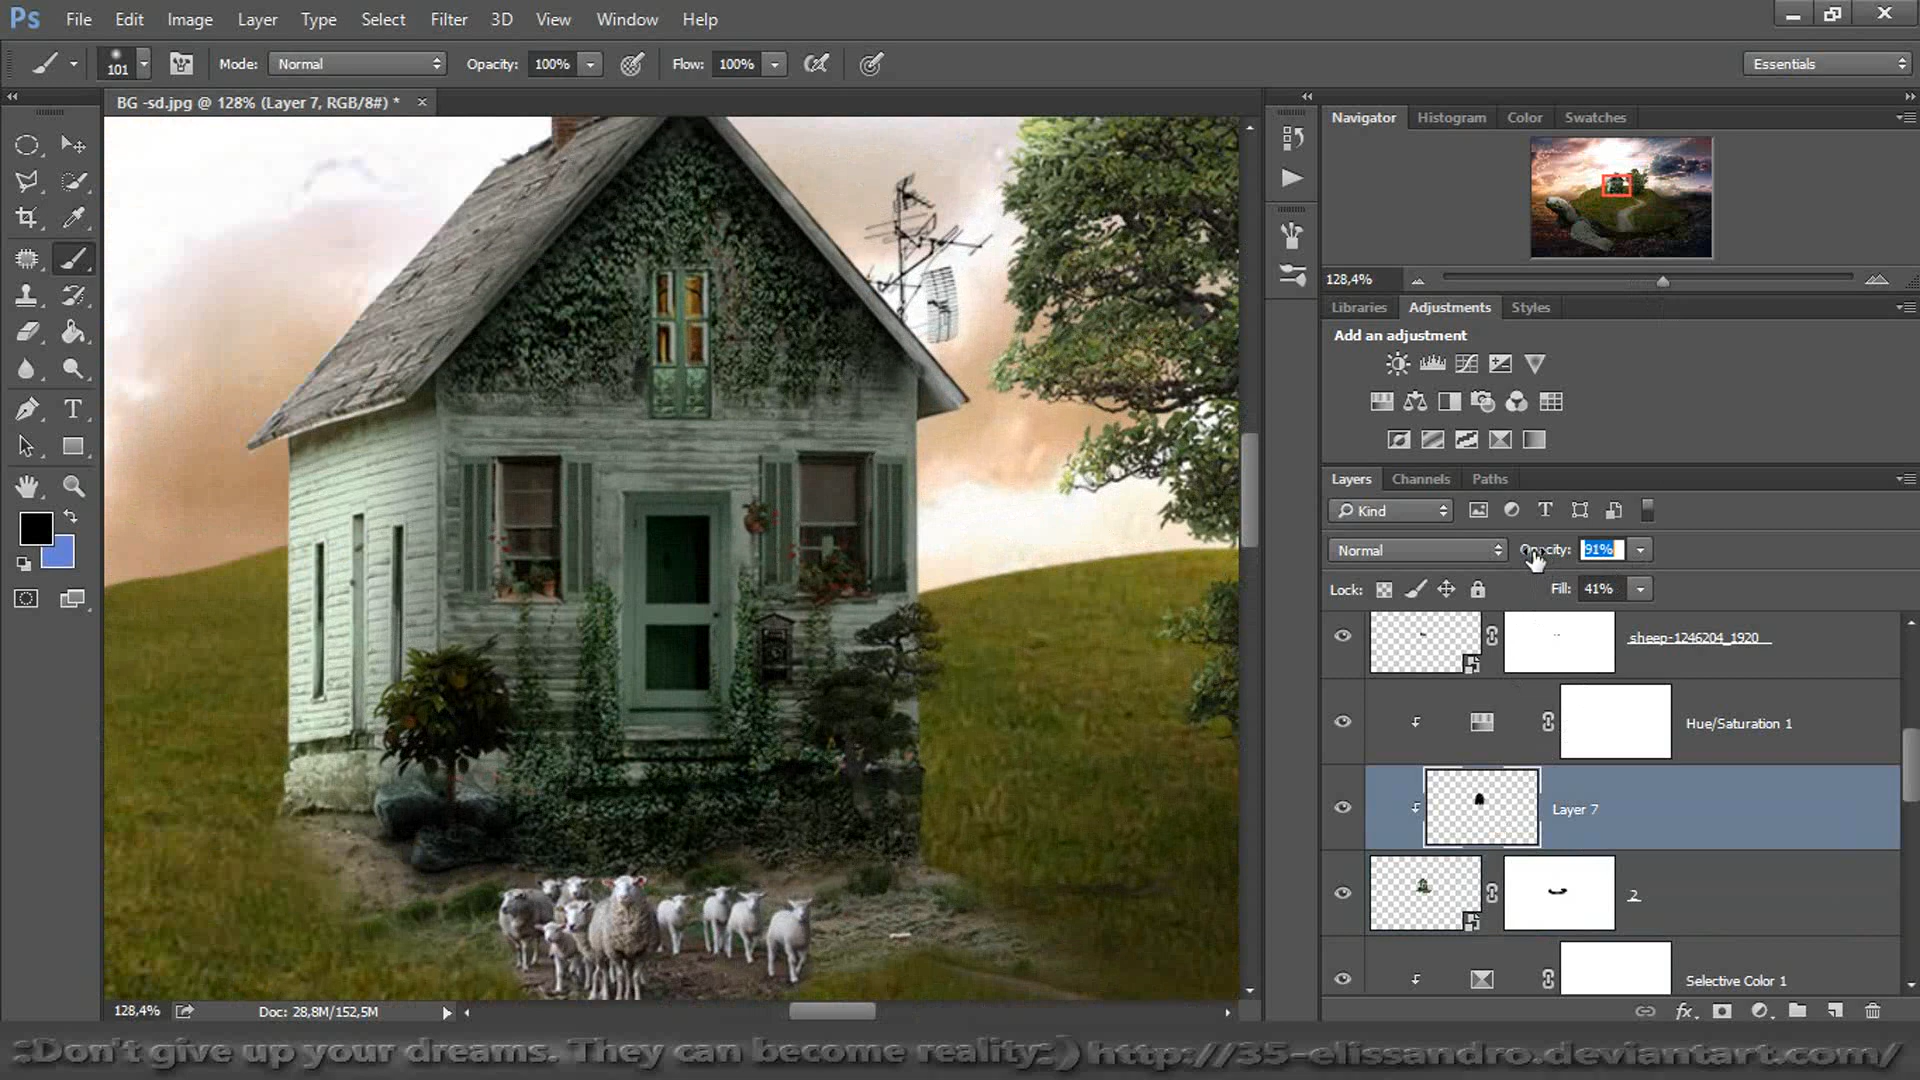 Ps File Edit Image Layer Type Select Filter 3D View Window Help
101 Mode: Normal Opacity: 100% Flow: 100% Essentials
BG -sd.jpg @ 128% (Layer 7, RGB/8#) * ×
Navigator Histogram Color Swatches
128,4%
Libraries Adjustments Styles
Add an adjustment
Layers Channels Paths
Kind
Normal Opacity: 91%
Lock: Fill: 41%
sheep-1246204_1920
Hue/Saturation 1
Layer 7
2
Selective Color 1
128,4% Doc: 28,8M/152,5M
:Don't give up your dreams. They can become reality:) http://35-elissandro.deviantart.com/